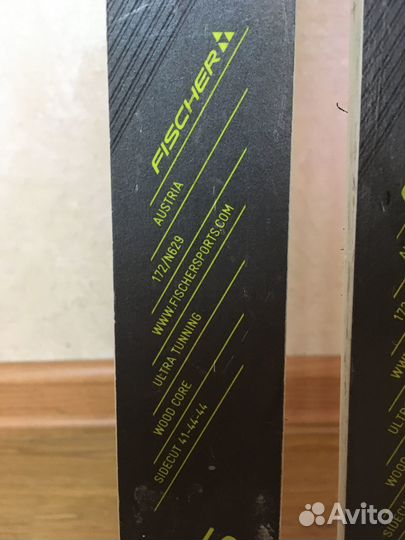 FISCHER
AUSTRIA
172/N629
WWW.FISCHERSPORTS.COM
ULTRA TUNNING
WOOD CORE
SIDECUT 41-44-44
Avito